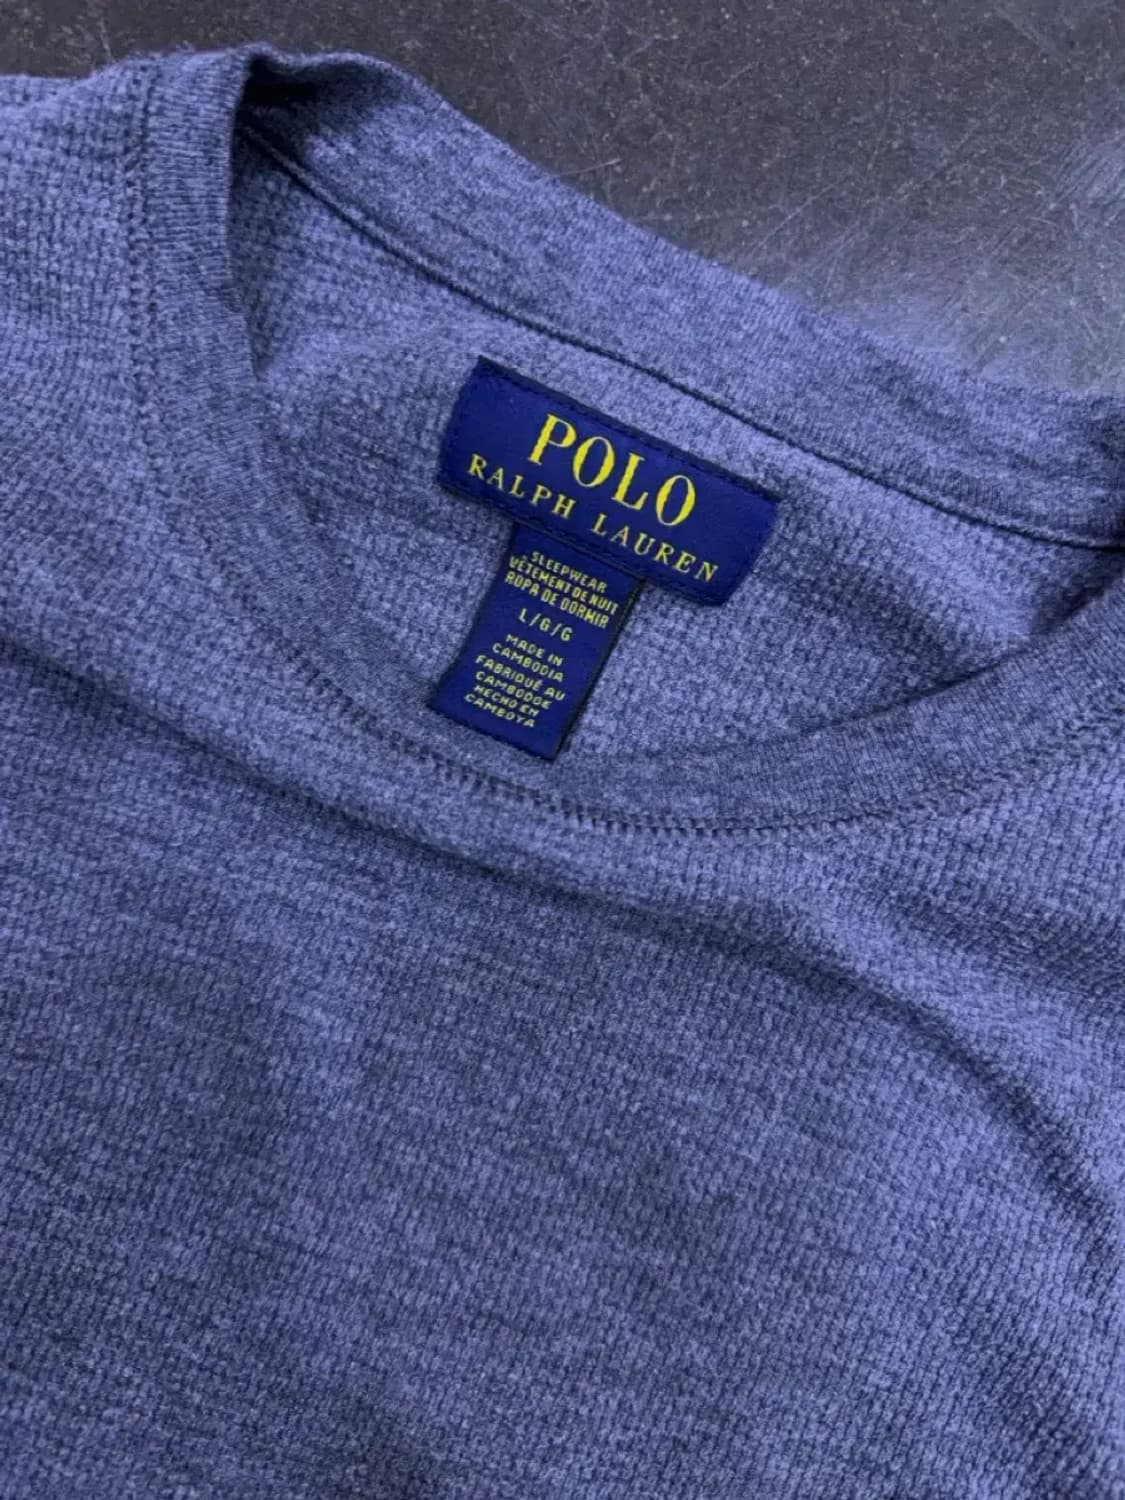 POLO
RALPH LAUREN
SLEEPWEAR
VÊTEMENT DE NUIT
ROPA DE DORMIR
L/G/G
MADE IN
CAMBODIA
FABRIQUÉ AU
CAMBODGE
HECHO EN
CAMBOYA